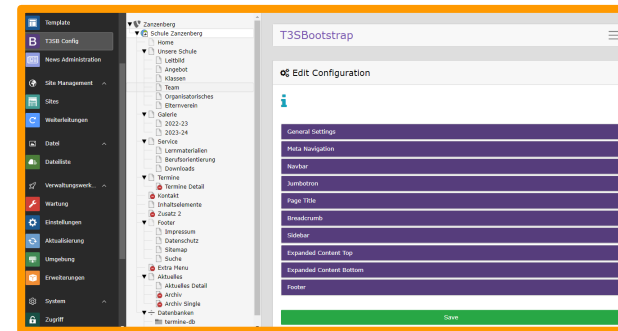 Template
T3SB Config
News Administration
Site Management
Sites
Weiterleitungen
Datei
Dateiliste
Verwaltungswerk...
Wartung
Einstellungen
Aktualisierung
Umgebung
Erweiterungen
System
Zugriff
Zanzenberg
Schule Zanzenberg
Home
Unsere Schule
Leitbild
Angebot
Klassen
Team
Organisatorisches
Elternverein
Galerie
2022-23
2023-24
Service
Lernmaterialien
Berufsorientierung
Downloads
Termine
Termine Detail
Kontakt
Inhaltselemente
Zusatz 2
Footer
Impressum
Datenschutz
Sitemap
Suche
Extra Menu
Aktuelles
Aktuelles Detail
Archiv
Archiv Single
Datenbanken
termine-db
T3SBootstrap
Edit Configuration
General Settings
Meta Navigation
Navbar
Jumbotron
Page Title
Breadcrumb
Sidebar
Expanded Content Top
Expanded Content Bottom
Footer
Save